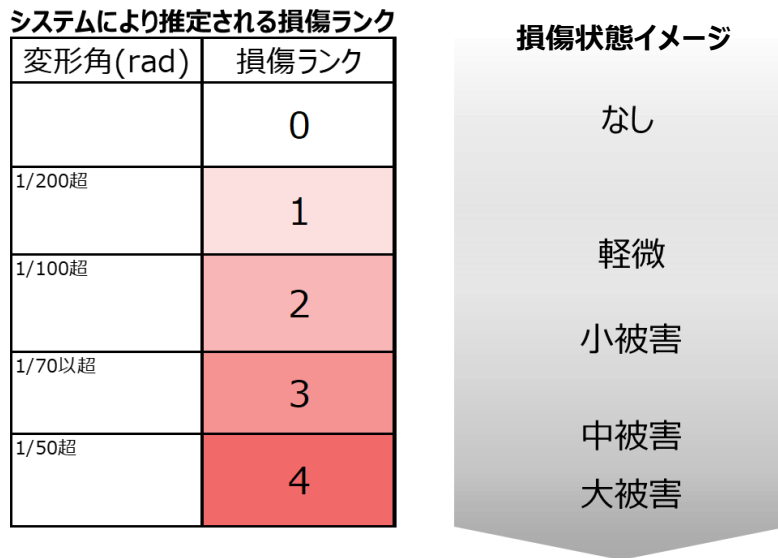 システムにより推定される損傷ランク
変形角(rad)
損傷ランク
0
1/200超
1
1/100超
2
1/70以超
3
1/50超
4
損傷状態イメージ
なし
軽微
小被害
中被害
大被害